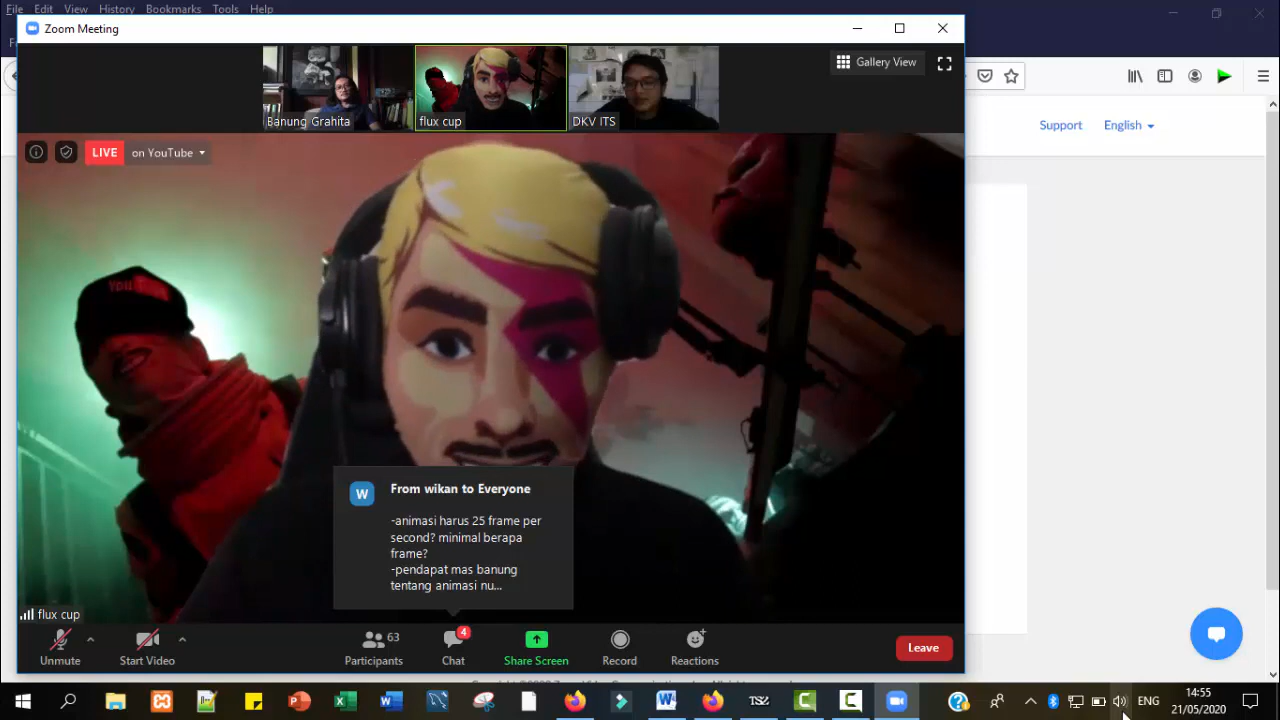 File Edit View History Bookmarks Tools Help
Zoom Meeting
Banung Grahita
flux cup
DKV ITS
Gallery View
LIVE on YouTube
Support English
YOUTUBE
W
From wikan to Everyone
-animasi harus 25 frame per
second? minimal berapa
frame?
-pendapat mas banung
tentang animasi nu...
flux cup
Unmute
Start Video
63
Participants
4
Chat
Share Screen
Record
Reactions
Leave
ENG
14:55
21/05/2020